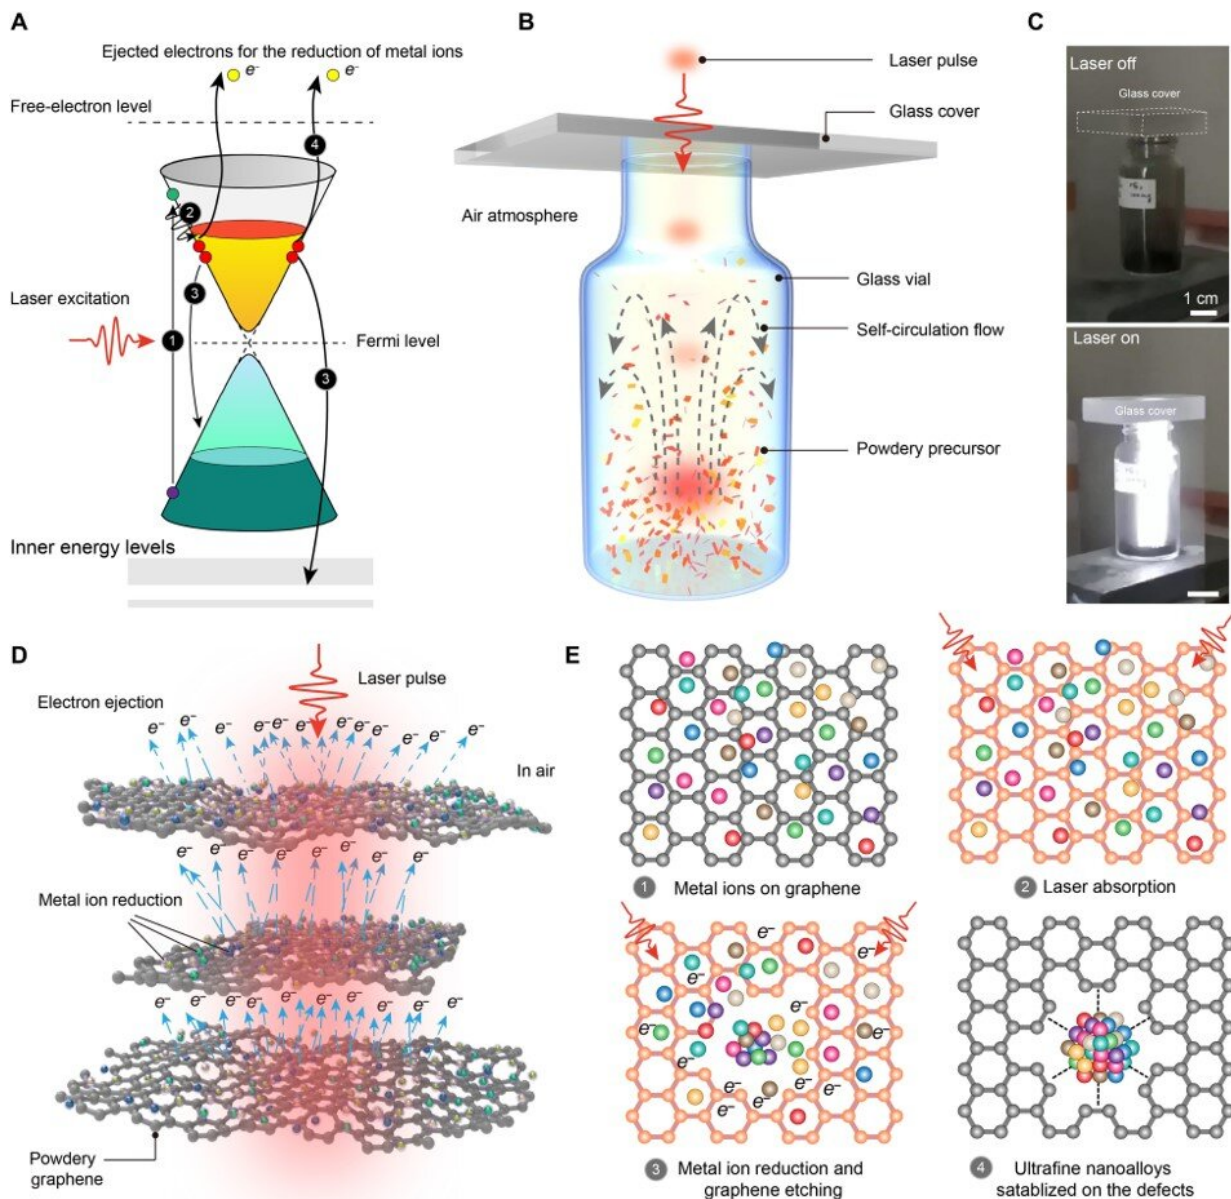 A
Ejected electrons for the reduction of metal ions
e⁻
e⁻
Free-electron level
4
2
3
Laser excitation
1
Fermi level
3
Inner energy levels
B
Laser pulse
Glass cover
Air atmosphere
Glass vial
Self-circulation flow
Powdery precursor
C
Laser off
Glass cover
1 cm
Laser on
Glass cover
D
Laser pulse
Electron ejection
e⁻ e⁻ e⁻ e⁻ e⁻ e⁻ e⁻ e⁻ e⁻ e⁻
In air
e⁻ e⁻ e⁻ e⁻ e⁻ e⁻ e⁻ e⁻
Metal ion reduction
e⁻ e⁻ e⁻ e⁻ e⁻ e⁻ e⁻ e⁻ e⁻ e⁻
Powdery
graphene
E
1 Metal ions on graphene
2 Laser absorption
e⁻ e⁻
e⁻
e⁻ e⁻
e⁻
e⁻ e⁻ e⁻
e⁻ e⁻
3 Metal ion reduction and
graphene etching
4 Ultrafine nanoalloys
satablized on the defects